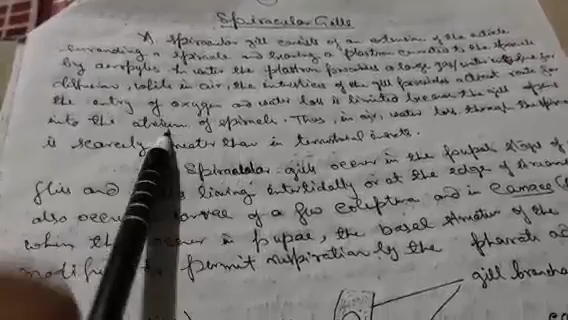 Spiracular Gills
A spiracular gill consists of an extension of the cuticle
surrounding a spiracle and bearing a plastron connected to the spiracle
by aeropyles. In water the plastron provides a large gas/water interface for
diffusion, while in air, the interstices of the gill provides a direct route for
the entry of oxygen and water loss is limited because the gill opens
into the atrium of spiracle. Thus, in air, water loss through the
is scarcely greater than in terrestrial insects.
Spiracular gills occur in the pupal stages of
flies and living intertidally or at the edge of streams
also occur larvae of a few coleoptera and in
when they occur in pupae, the basal structure of the
to permit respiration by the pharate
gill branches